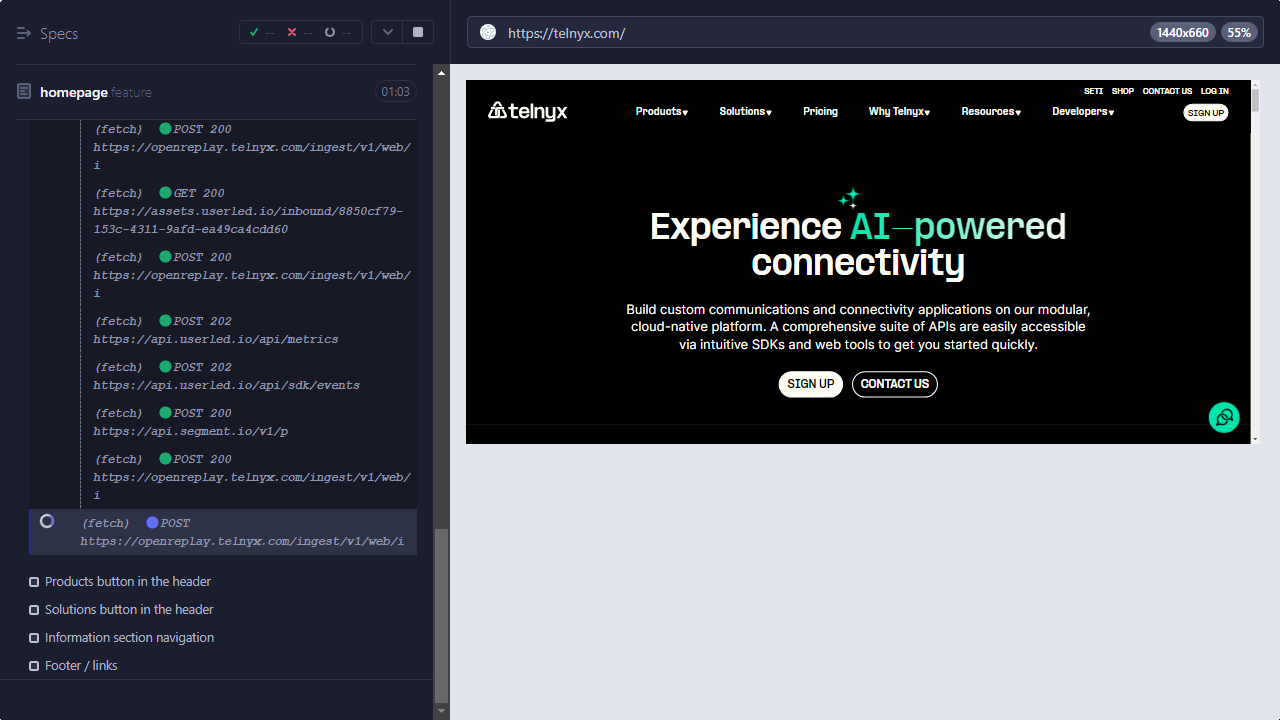 Specs
-- -- --
homepage.feature
01:03
(fetch) POST 200
https://openreplay.telnyx.com/ingest/v1/web/
i
(fetch) GET 200
https://assets.userled.io/inbound/8850cf79-
153c-4311-9afd-ea49ca4cdd60
(fetch) POST 200
https://openreplay.telnyx.com/ingest/v1/web/
i
(fetch) POST 202
https://api.userled.io/api/metrics
(fetch) POST 202
https://api.userled.io/api/sdk/events
(fetch) POST 200
https://api.segment.io/v1/p
(fetch) POST 200
https://openreplay.telnyx.com/ingest/v1/web/
i
(fetch) POST
https://openreplay.telnyx.com/ingest/v1/web/i
Products button in the header
Solutions button in the header
Information section navigation
Footer / links
https://telnyx.com/
1440x660
55%
SETI SHOP CONTACT US LOG IN
telnyx
Products Solutions Pricing Why Telnyx Resources Developers
SIGN UP
Experience AI-powered
connectivity
Build custom communications and connectivity applications on our modular,
cloud-native platform. A comprehensive suite of APIs are easily accessible
via intuitive SDKs and web tools to get you started quickly.
SIGN UP
CONTACT US